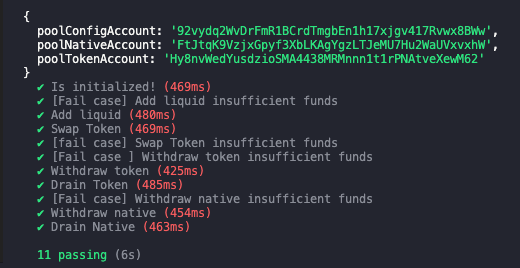 {
poolConfigAccount: '92vydq2WvDrFmR1BCrdTmgbEn1h17xjgv417Rvwx8BWw',
poolNativeAccount: 'FtJtqK9VzjxGpyf3XbLKAgYgzLTJeMU7Hu2WaUVxvxhW',
poolTokenAccount: 'Hy8nvWedYusdzioSMA4438MRMnnn1t1rPNAtveXewM62'
}
✔ Is initialized! (469ms)
✔ [Fail case] Add liquid insufficient funds
✔ Add liquid (480ms)
✔ Swap Token (469ms)
✔ [fail case] Swap Token insufficient funds
✔ [Fail case ] Withdraw token insufficient funds
✔ Withdraw token (425ms)
✔ Drain Token (485ms)
✔ [Fail case] Withdraw native insufficient funds
✔ Withdraw native (454ms)
✔ Drain Native (463ms)
11 passing (6s)